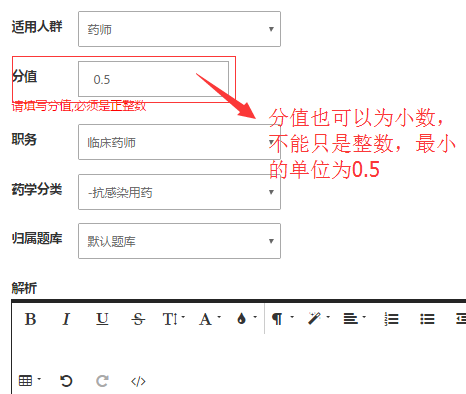 适用人群 药师
分值 0.5
请填写分值,必须是正整数
分值也可以为小数，
不能只是整数，最小
的单位为0.5
职务 临床药师
药学分类 -抗感染用药
归属题库 默认题库
解析
B I U S T A ¶